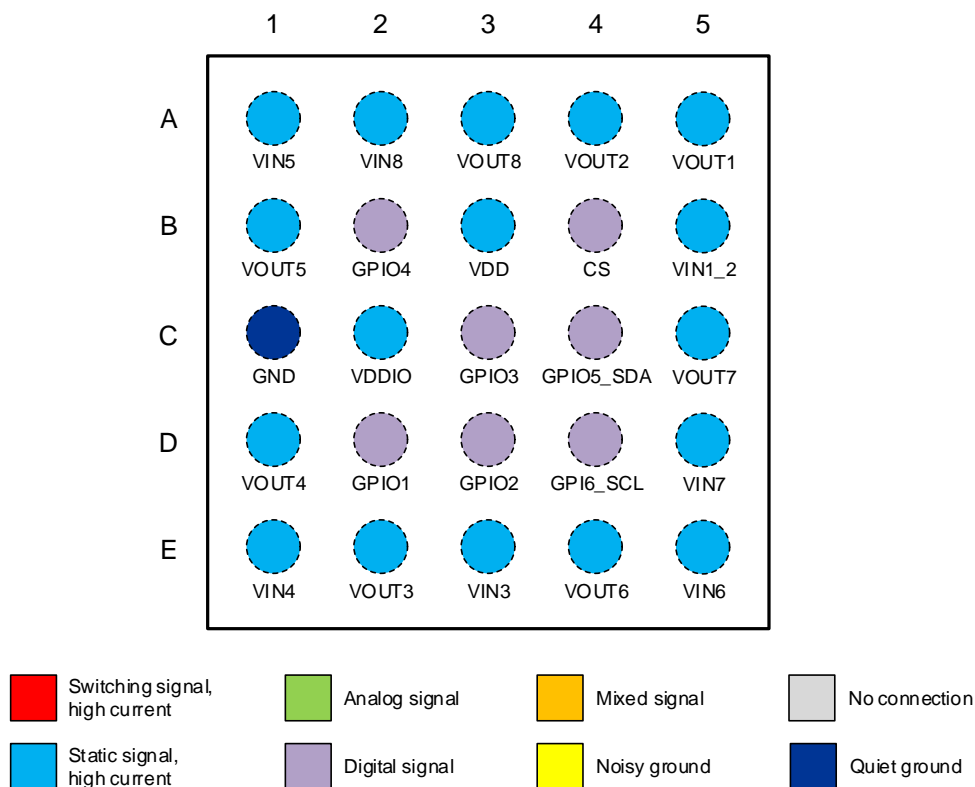 1 2 3 4 5
A
VIN5 VIN8 VOUT8 VOUT2 VOUT1
B
VOUT5 GPIO4 VDD CS VIN1_2
C
GND VDDIO GPIO3 GPIO5_SDA VOUT7
D
VOUT4 GPIO1 GPIO2 GPI6_SCL VIN7
E
VIN4 VOUT3 VIN3 VOUT6 VIN6
Switching signal,
high current
Analog signal
Mixed signal
No connection
Static signal,
high current
Digital signal
Noisy ground
Quiet ground